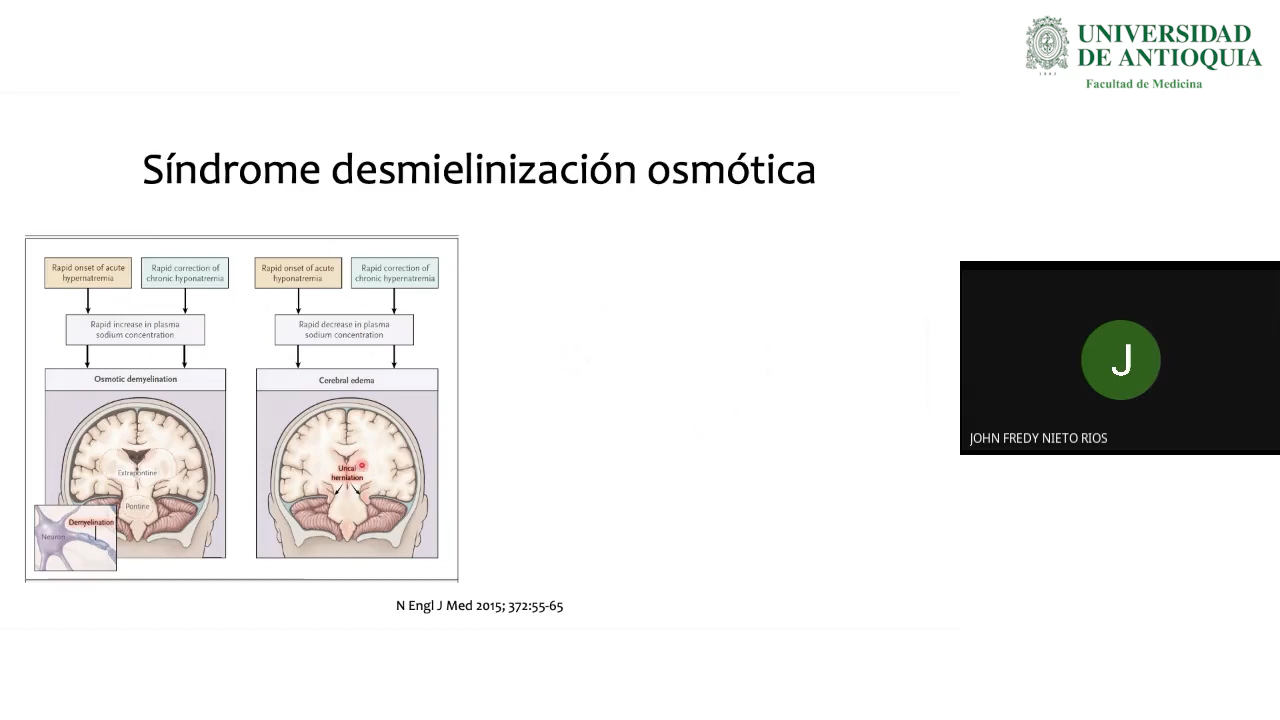 UNIVERSIDAD
DE ANTIOQUIA
1803
Facultad de Medicina
Síndrome desmielinización osmótica
Rapid onset of acute
hypernatremia
Rapid correction of
chronic hyponatremia
Rapid increase in plasma
sodium concentration
Osmotic demyelination
Extrapontine
Pontine
Demyelination
Neuron
Rapid onset of acute
hyponatremia
Rapid correction of
chronic hypernatremia
Rapid decrease in plasma
sodium concentration
Cerebral edema
Uncal
herniation
N Engl J Med 2015; 372:55-65
J
JOHN FREDY NIETO RIOS